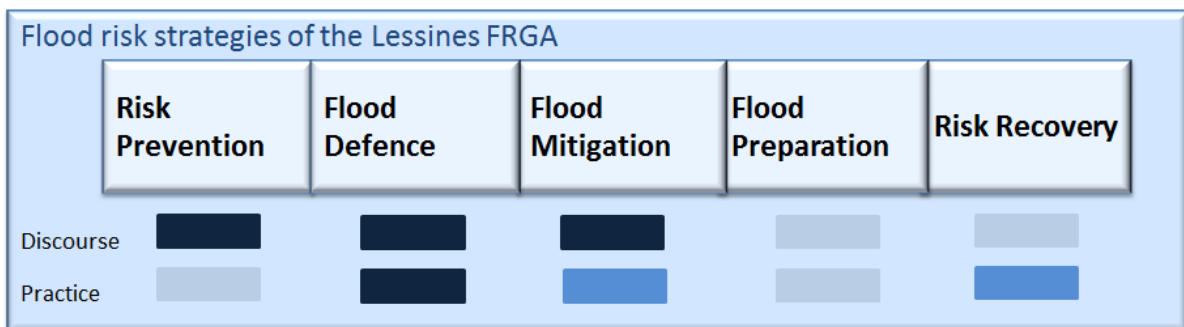 Flood risk strategies of the Lessines FRGA
Risk
Prevention
Flood
Defence
Flood
Mitigation
Flood
Preparation
Risk Recovery
Discourse
Practice